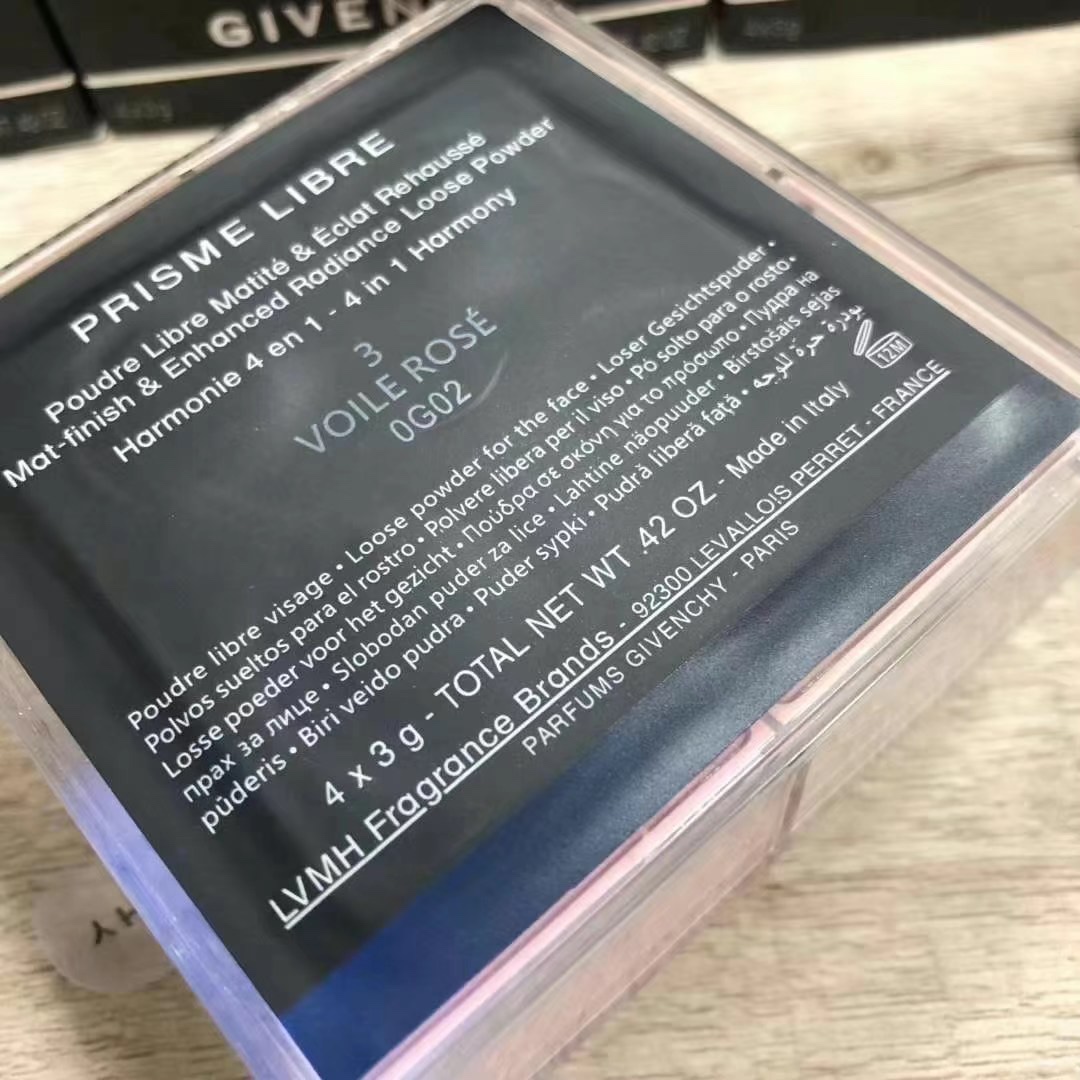 GIVEN
PRISME LIBRE
Poudre Libre Matité & Éclat Rehaussé
Mat-finish & Enhanced Radiance Loose Powder
Harmonie 4 en 1 - 4 in 1 Harmony
3
VOILE ROSÉ
0G02
Poudre libre visage • Loose powder for the face • Loser Gesichtspuder •
Polvos sueltos para el rostro • Polvere libera per il viso • Pó solto para o rosto •
Losse poeder voor het gezicht • Πούδρα σε σκόνη για το πρόσωπο • Пудра на
прах за лице • Slobodan puder za lice • Lahtine näopuuder • Birstošais sejas
pūderis • Biri veido pudra • Puder sypki • Pudră liberă faţă • بودرة حرّة للوجه
12M
4 x 3 g - TOTAL NET WT .42 OZ - Made in Italy
LVMH Fragrance Brands - 92300 LEVALLOIS PERRET - FRANCE
PARFUMS GIVENCHY - PARIS